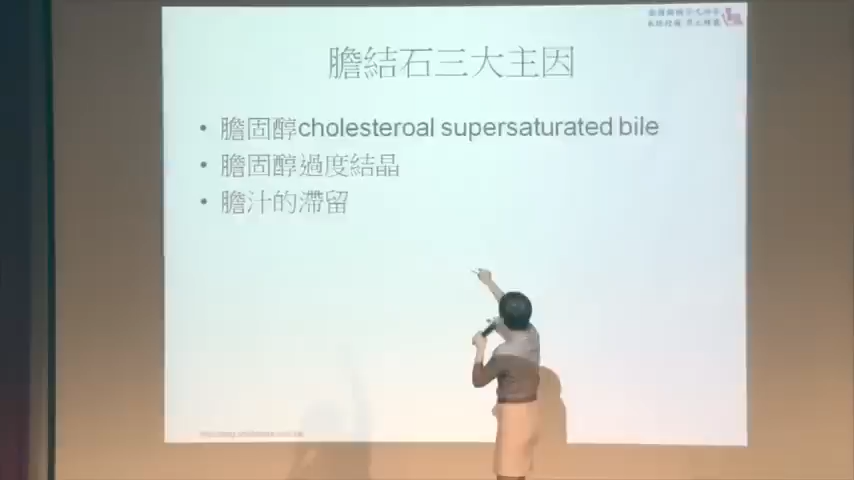 膽結石三大主因
• 膽固醇cholesteroal supersaturated bile
• 膽固醇過度結晶
• 膽汁的滯留